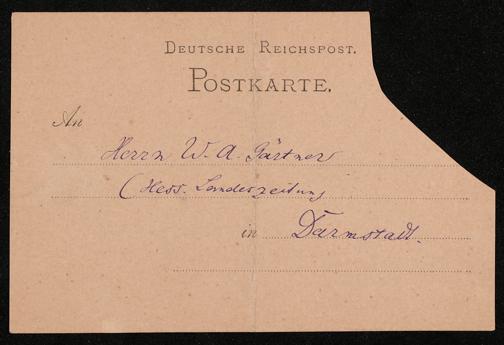 DEUTSCHE REICHSPOST.
POSTKARTE.
An
Herrn W. A. Gärtner
(Hess. Landeszeitung
in Darmstadt.